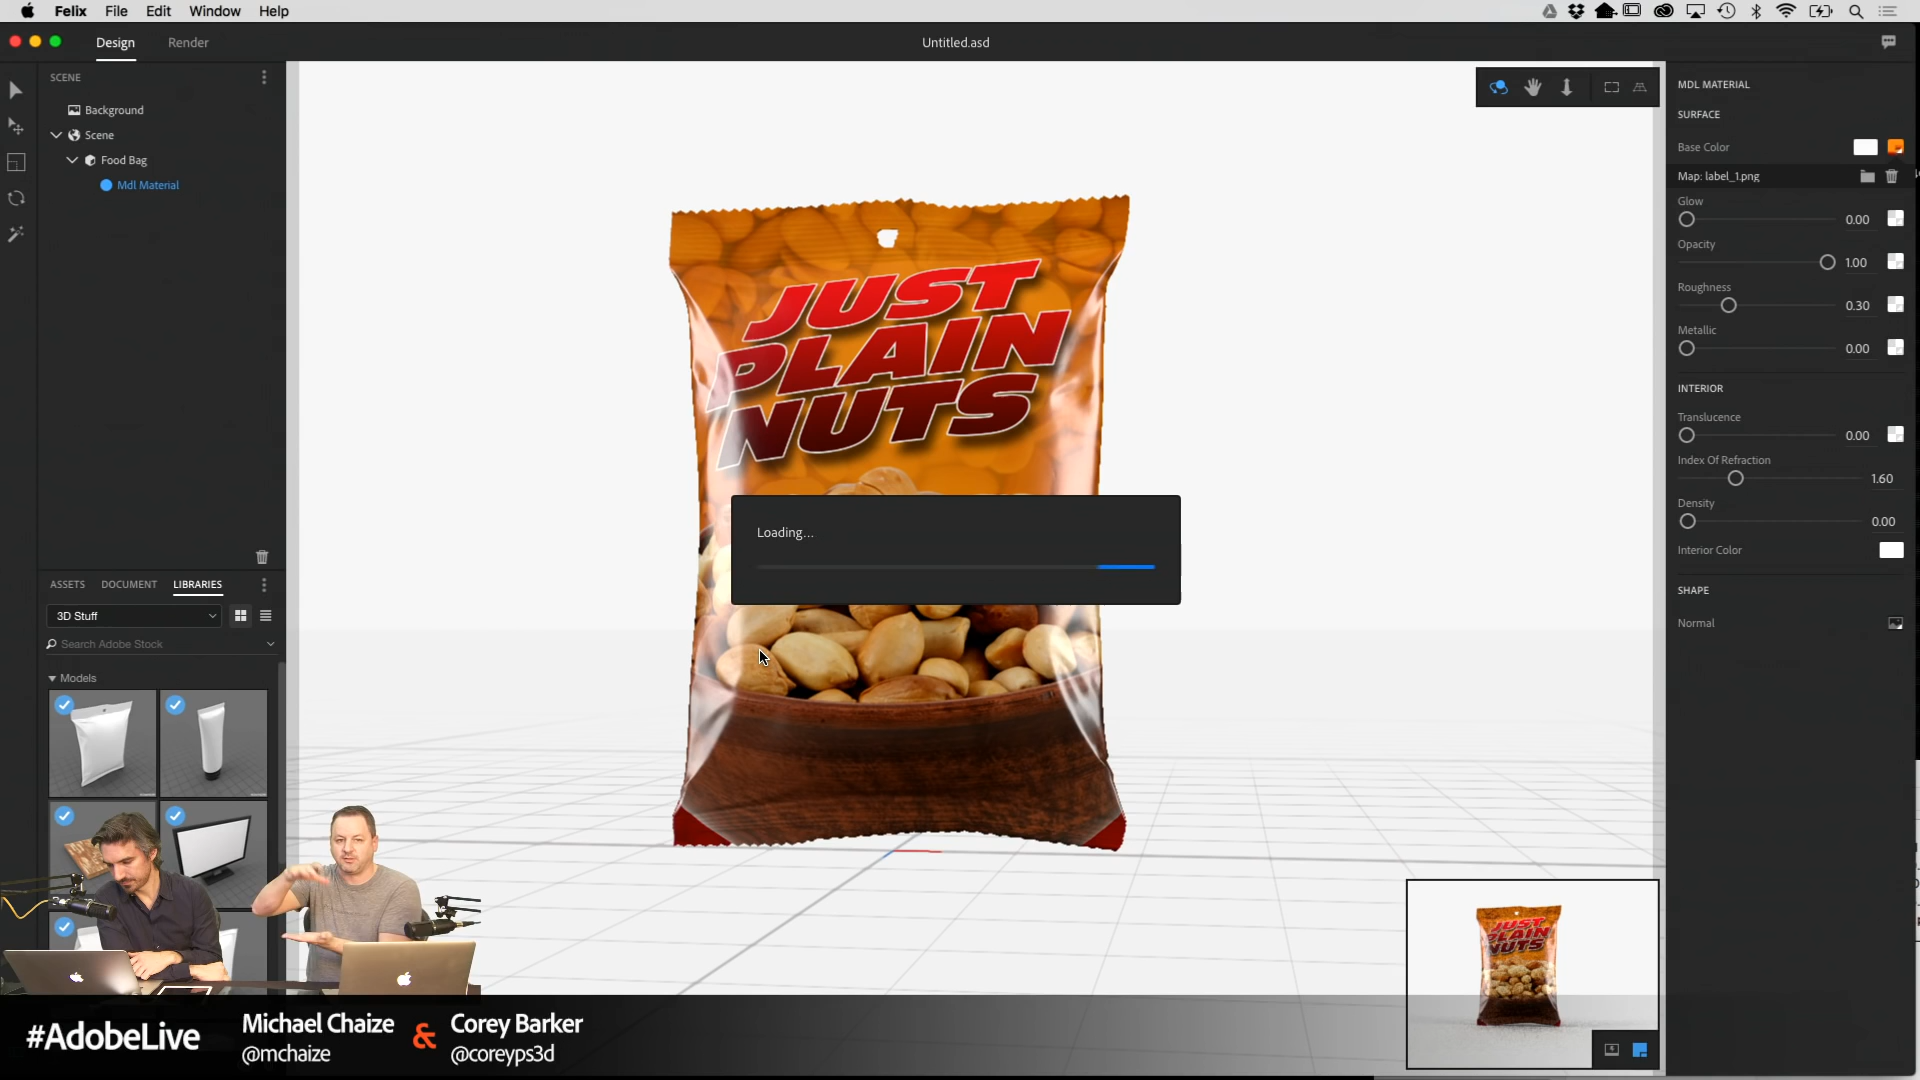 Felix File Edit Window Help
Design Render
Untitled.asd
SCENE
Background
Scene
Food Bag
Mdl Material
ASSETS DOCUMENT LIBRARIES
3D Stuff
Search Adobe Stock
Models
JUST
PLAIN
NUTS
Loading...
MDL MATERIAL
SURFACE
Base Color
Map: label_1.png
Glow
0.00
Opacity
1.00
Roughness
0.30
Metallic
0.00
INTERIOR
Translucence
0.00
Index Of Refraction
1.60
Density
0.00
Interior Color
SHAPE
Normal
JUST
PLAIN
NUTS
#AdobeLive
Michael Chaize & Corey Barker
@mchaize @coreyps3d